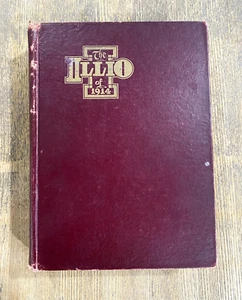 The
ILLIO
of
1914